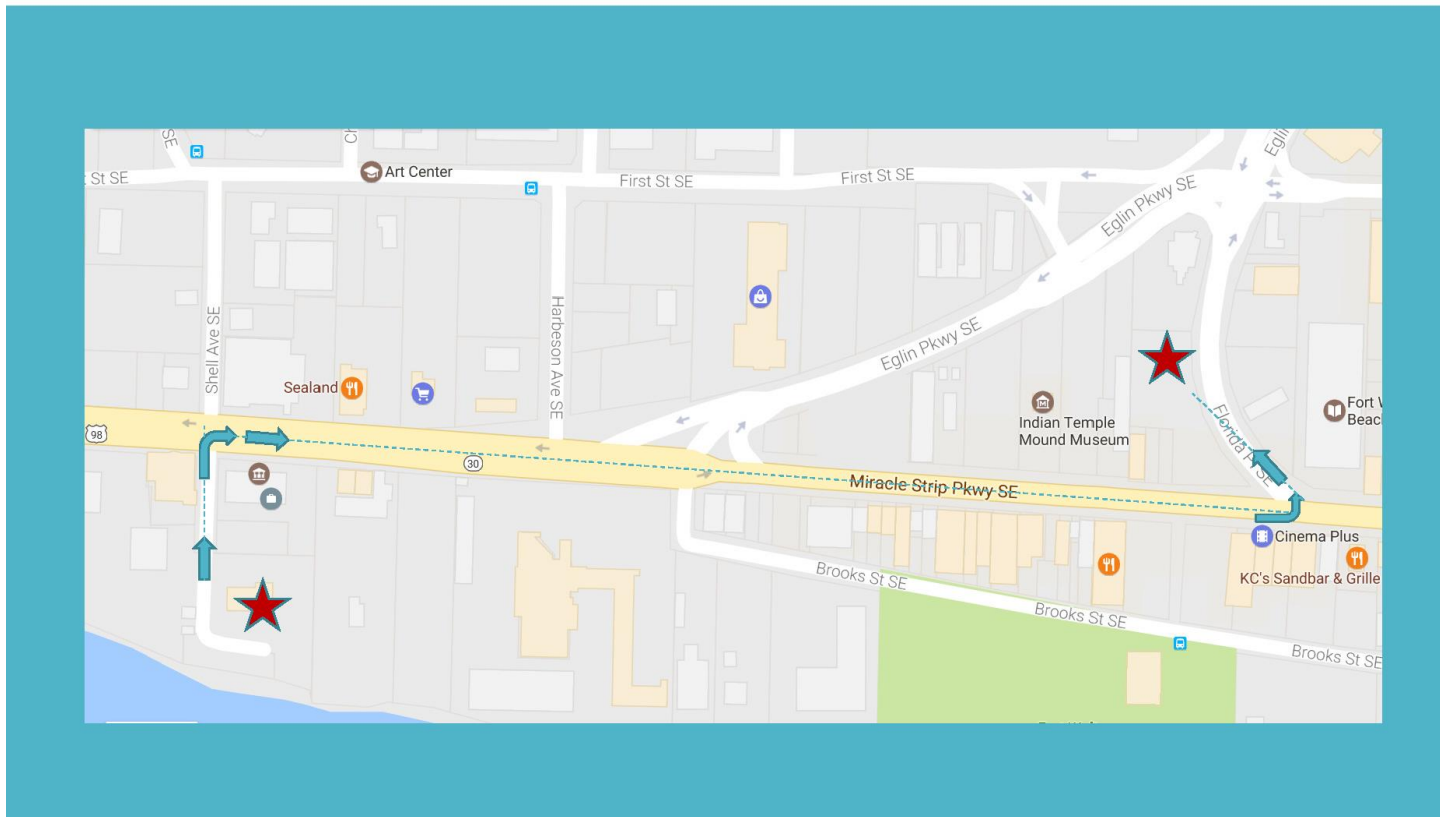 SE
Art Center
St SE
First St SE
First St SE
Eglin Pkwy SE
Shell Ave SE
Harbeson Ave SE
Eglin Pkwy SE
Sealand
98
30
Indian Temple
Mound Museum
Florida Pl SE
Miracle Strip Pkwy SE
Cinema Plus
KC's Sandbar & Grille
Brooks St SE
Brooks St SE
Brooks St SE